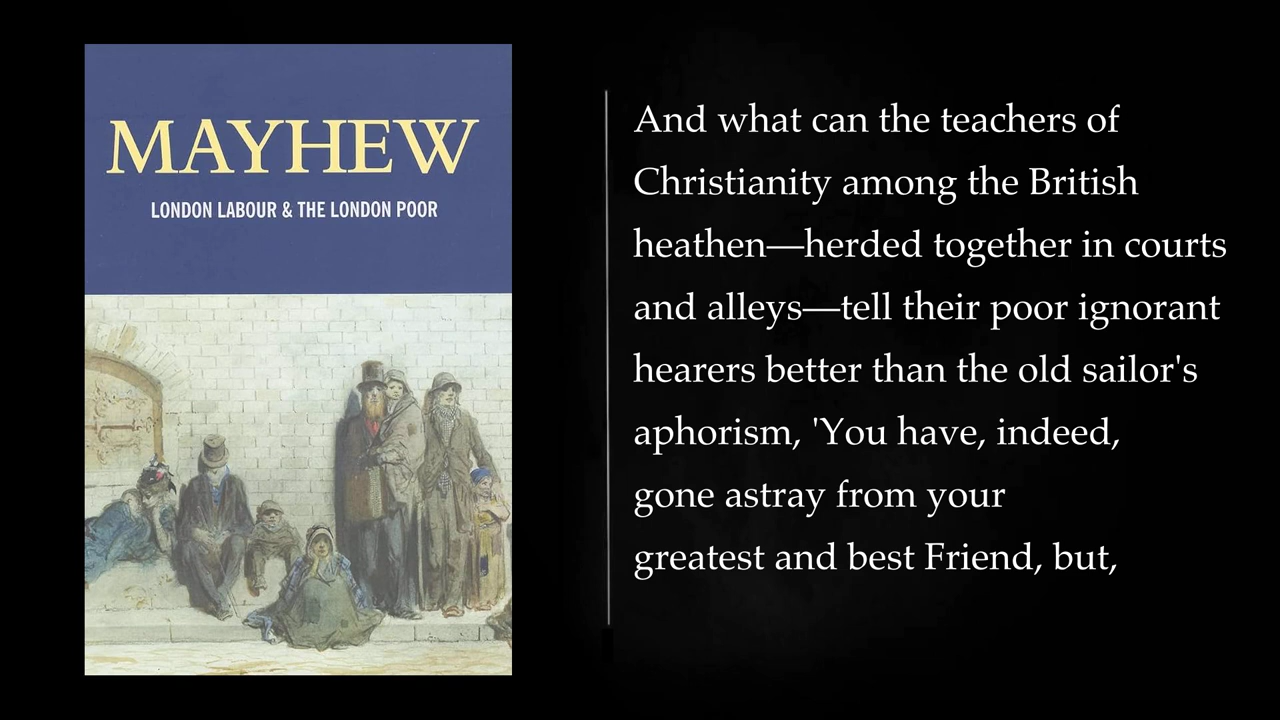 MAYHEW
LONDON LABOUR & THE LONDON POOR
And what can the teachers of
Christianity among the British
heathen—herded together in courts
and alleys—tell their poor ignorant
hearers better than the old sailor's
aphorism, 'You have, indeed,
gone astray from your
greatest and best Friend, but,